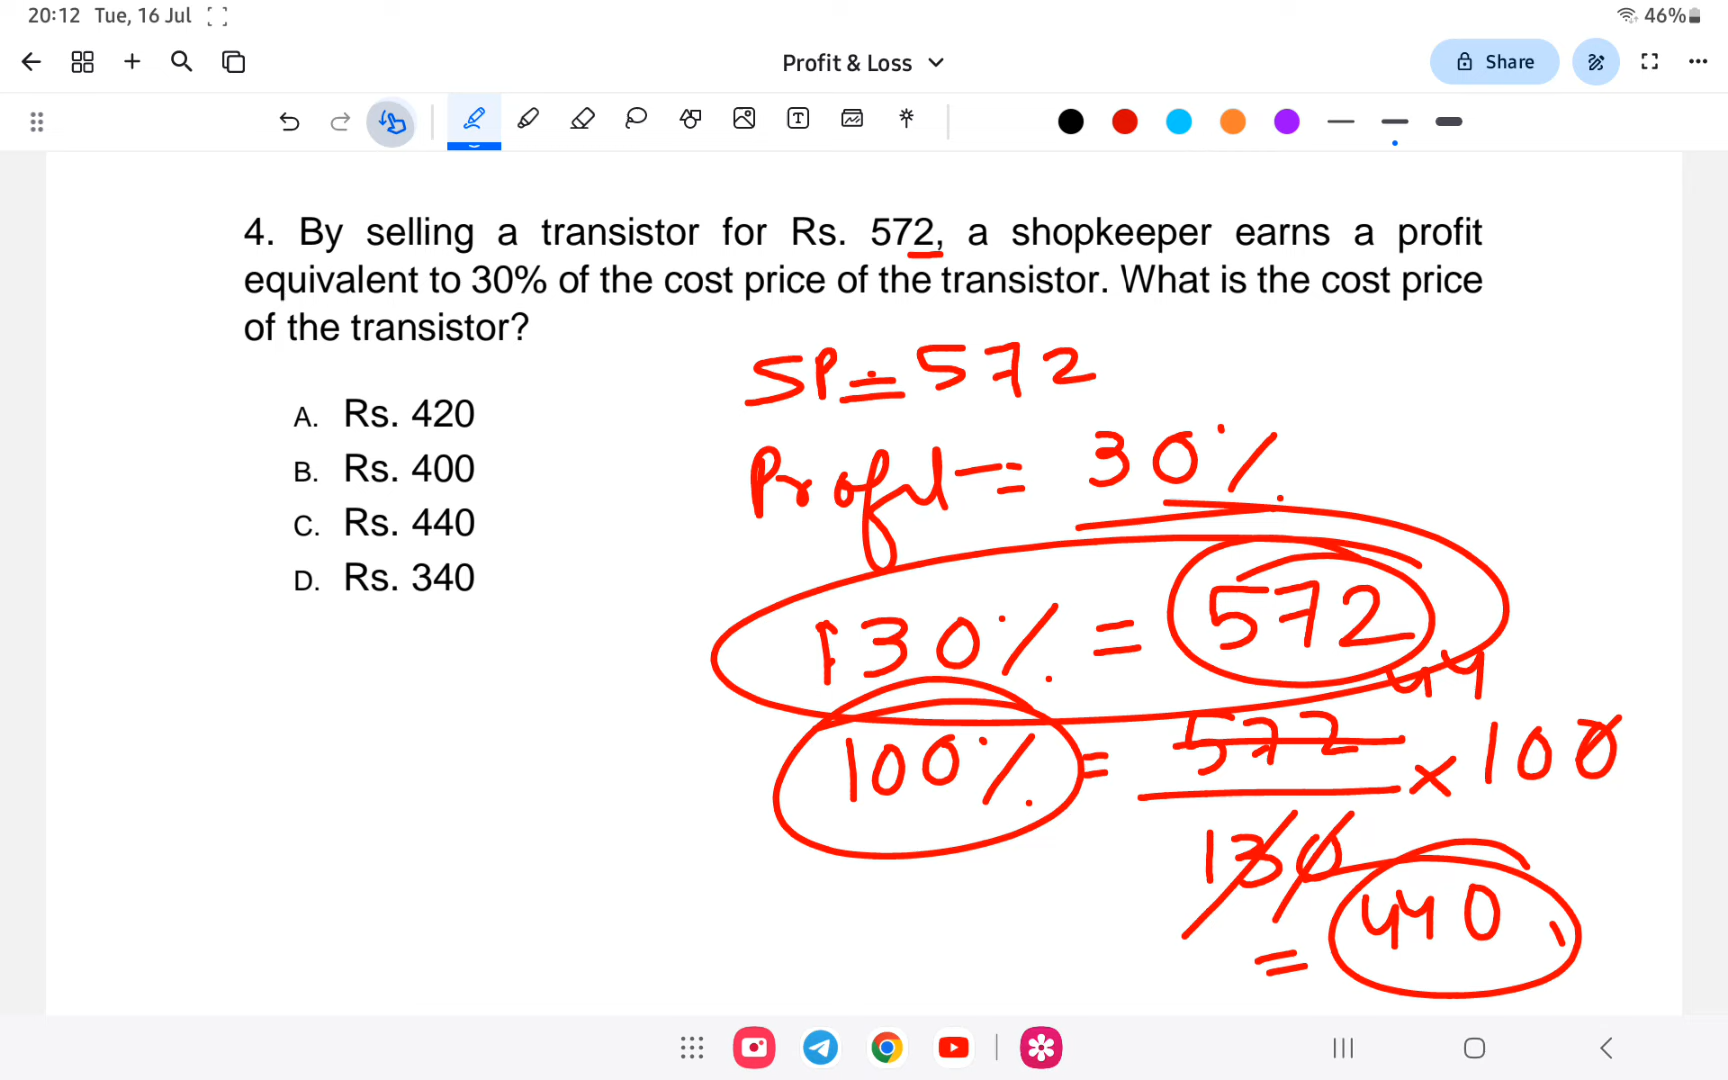 20:12 Tue, 16 Jul
46%
Profit & Loss
Share
4. By selling a transistor for Rs. 572, a shopkeeper earns a profit
equivalent to 30% of the cost price of the transistor. What is the cost price
of the transistor?
A. Rs. 420
B. Rs. 400
C. Rs. 440
D. Rs. 340
SP = 572
Profit = 30%
130% = 572
44
100% = 572 × 100
130
= 440